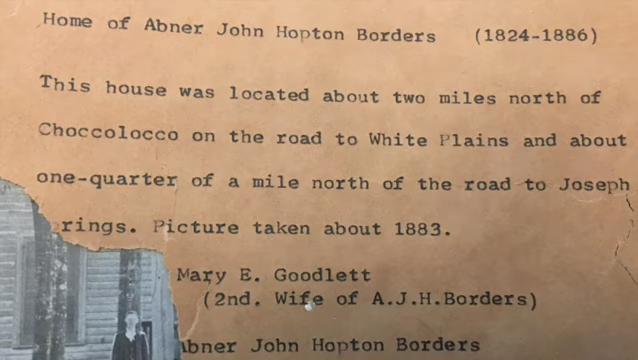 Home of Abner John Hopton Borders (1824-1886)
This house was located about two miles north of
Choccolocco on the road to White Plains and about
one-quarter of a mile north of the road to Joseph
rings. Picture taken about 1883.
Mary E. Goodlett
(2nd. Wife of A.J.H.Borders)
Abner John Hopton Borders